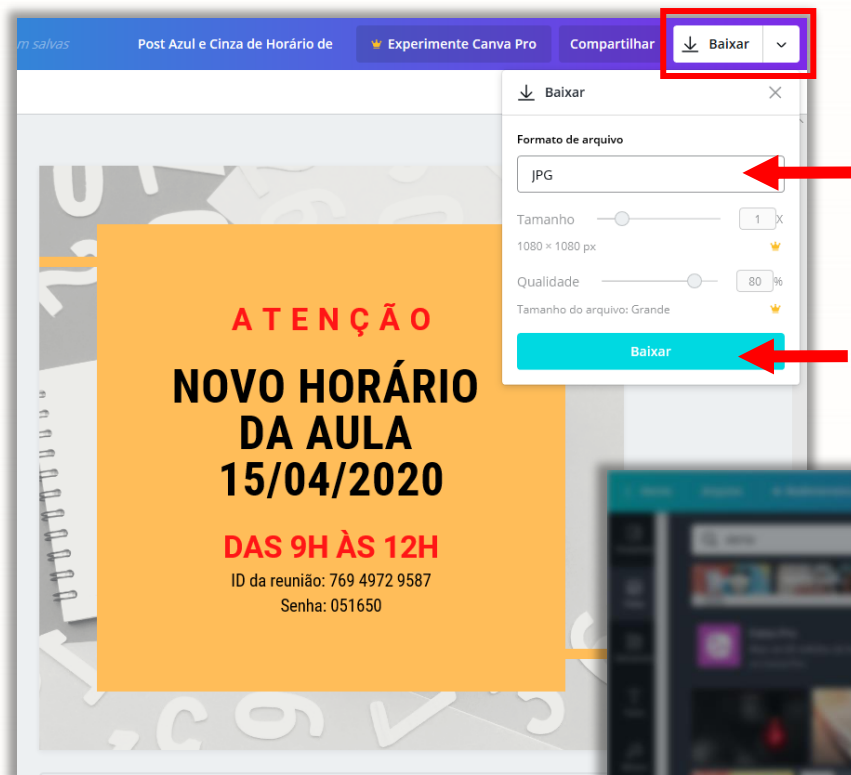 m salvas
Post Azul e Cinza de Horário de
Experimente Canva Pro
Compartilhar
Baixar
Baixar
Formato de arquivo
JPG
Tamanho 1 X
1080 × 1080 px
Qualidade 80 %
Tamanho do arquivo: Grande
Baixar
ATENÇÃO
NOVO HORÁRIO
DA AULA
15/04/2020
DAS 9H ÀS 12H
ID da reunião: 769 4972 9587
Senha: 051650